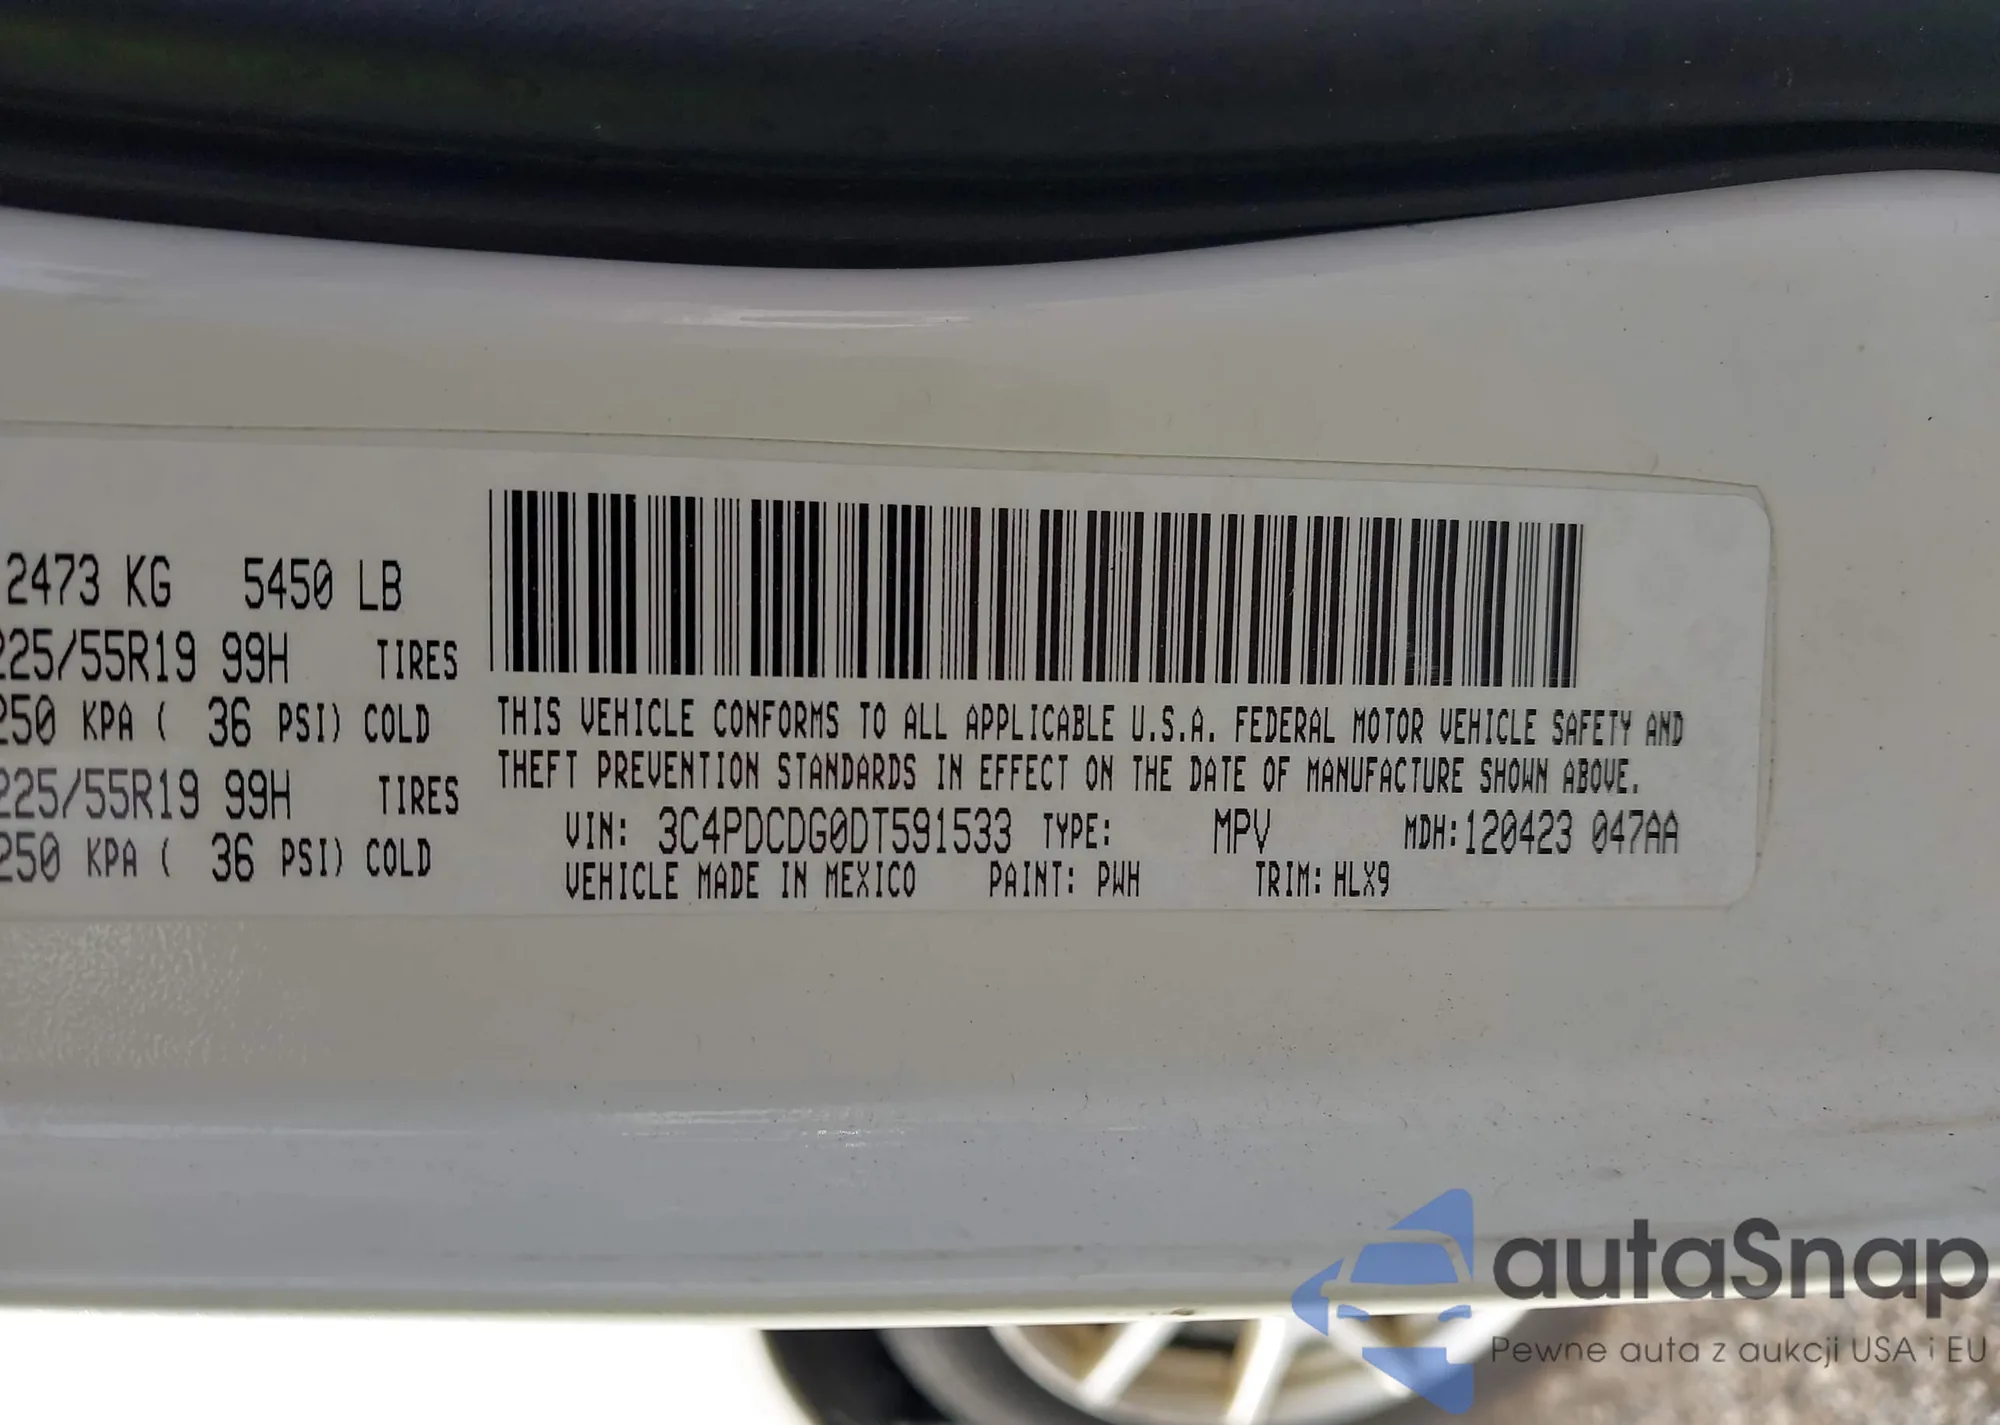 2473 KG 5450 LB
225/55R19 99H TIRES
250 KPA ( 36 PSI) COLD
225/55R19 99H TIRES
250 KPA ( 36 PSI) COLD
THIS VEHICLE CONFORMS TO ALL APPLICABLE U.S.A. FEDERAL MOTOR VEHICLE SAFETY AND
THEFT PREVENTION STANDARDS IN EFFECT ON THE DATE OF MANUFACTURE SHOWN ABOVE.
VIN: 3C4PDCDG0DT591533 TYPE: MPV MDH:120423 047AA
VEHICLE MADE IN MEXICO PAINT: PWH TRIM: HLX9
autaSnap
Pewne auta z aukcji USA i EU